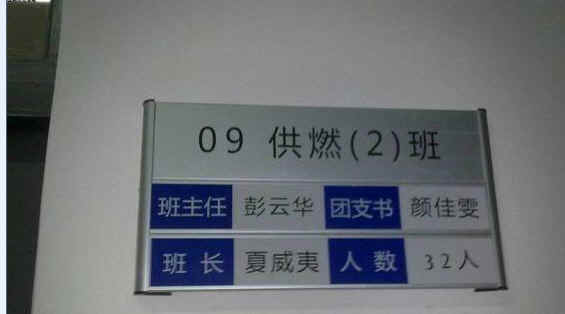 09 供燃(2)班
班主任 彭云华 团支书 颜佳雯
班长 夏威夷 人数 32人